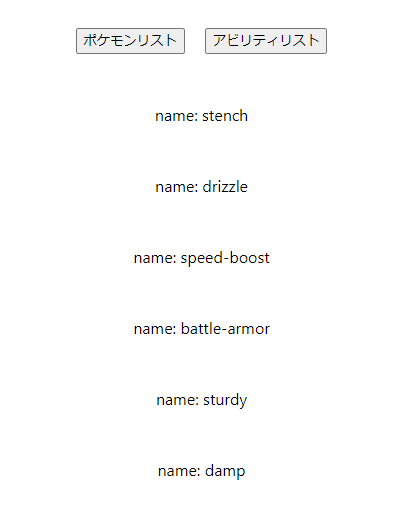 ポケモンリスト アビリティリスト
name: stench
name: drizzle
name: speed-boost
name: battle-armor
name: sturdy
name: damp